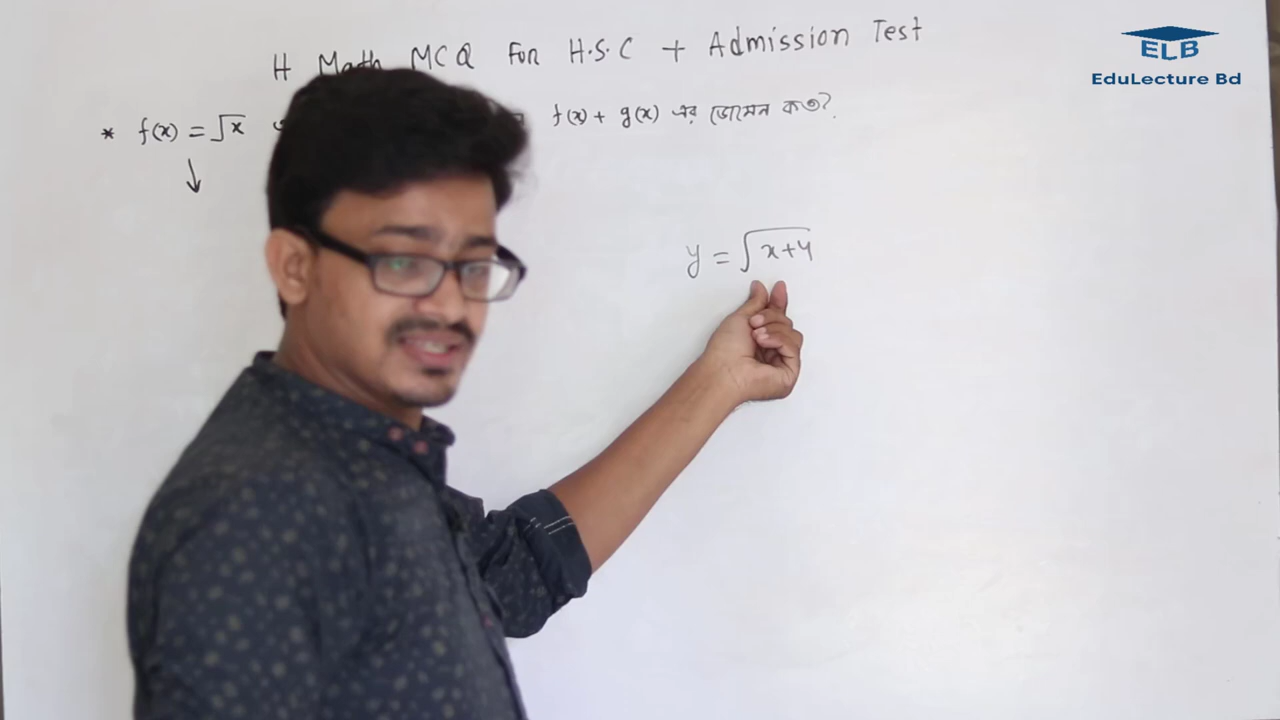 H Math MCQ For H.S.C + Admission Test
ELB
EduLecture Bd
* f(x) = √x f(x) + g(x) এর ডোমেন কত?
↓
y = √(x+4)